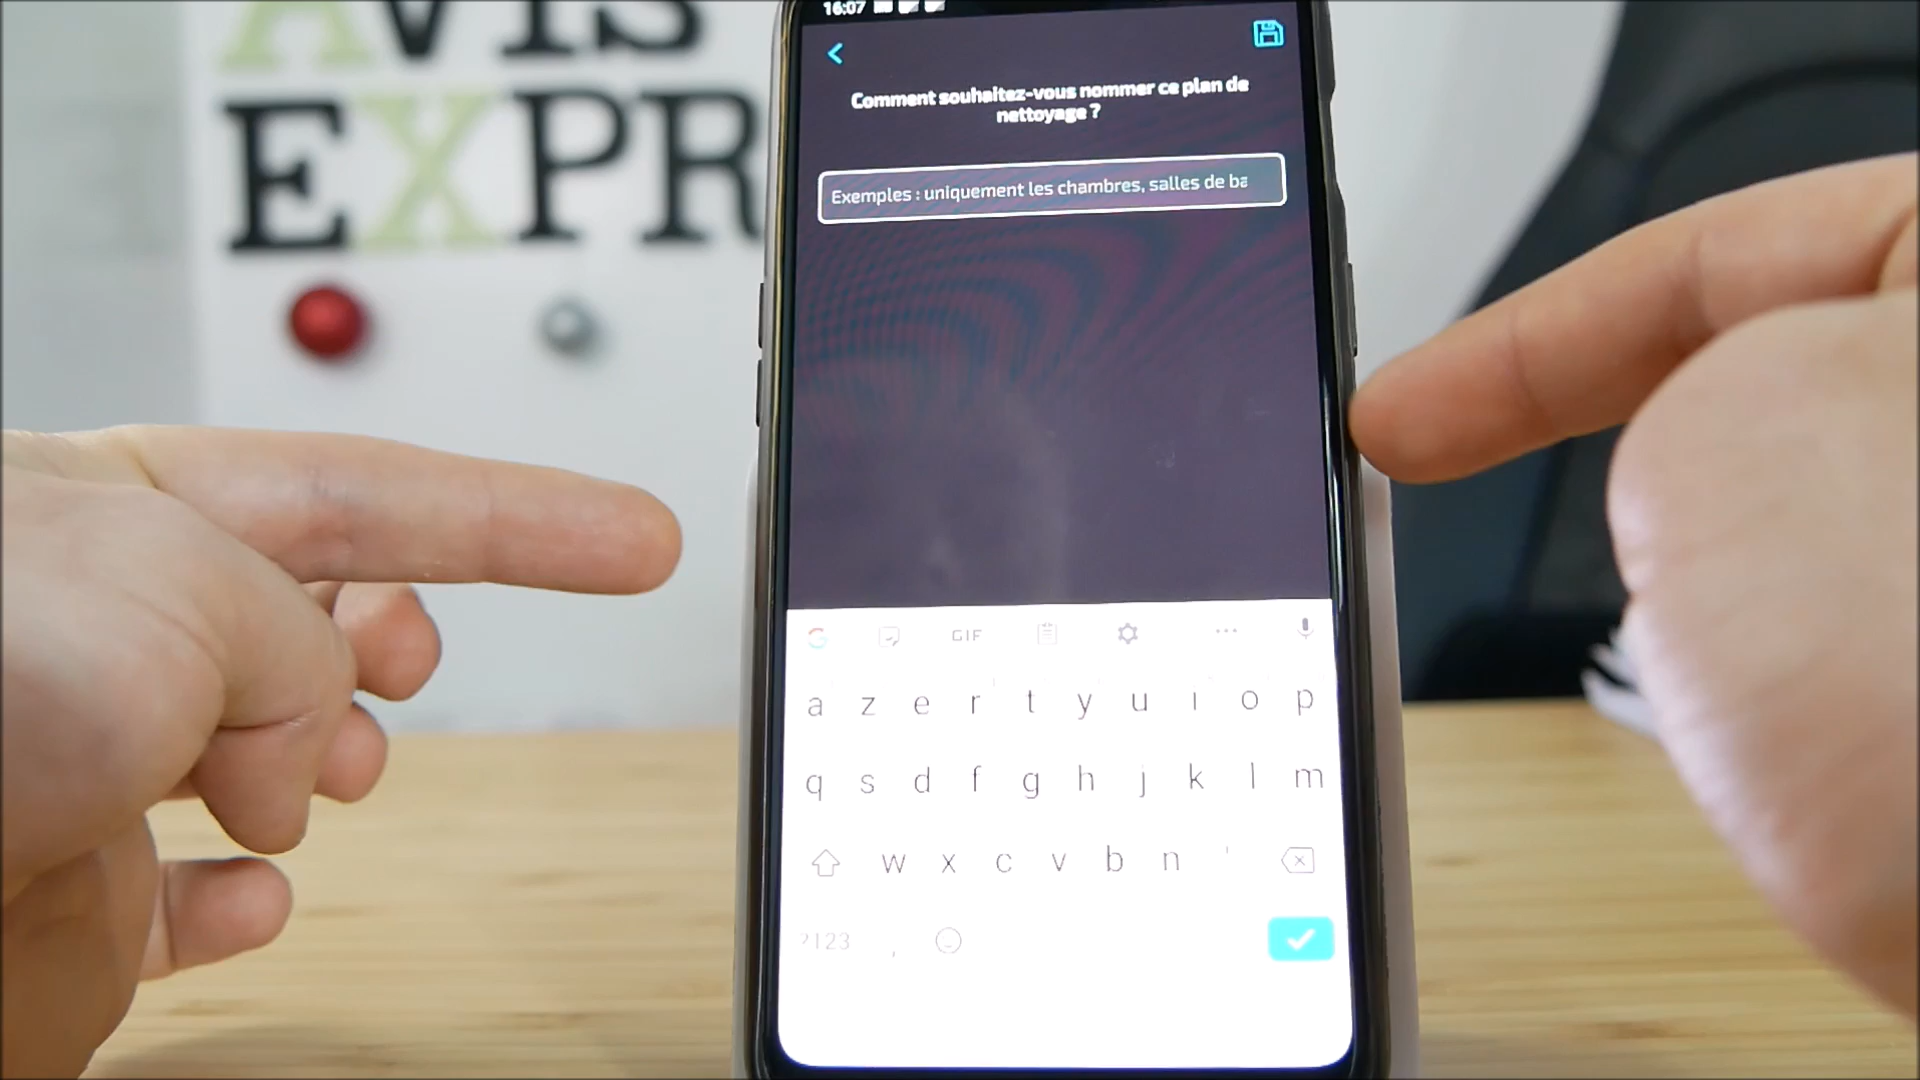 AVIS
EXPR
16:07
Comment souhaitez-vous nommer ce plan de
nettoyage ?
Exemples : uniquement les chambres, salles de ba
GIF
a z e r t y u i o p
q s d f g h j k l m
w x c v b n '
?123 ,